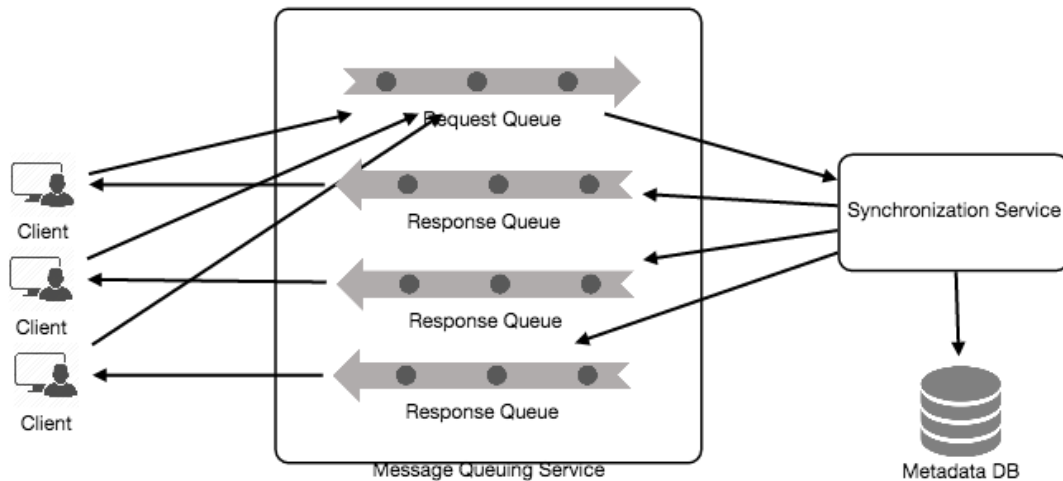 Request Queue
Client
Response Queue
Synchronization Service
Client
Response Queue
Client
Response Queue
Message Queuing Service
Metadata DB